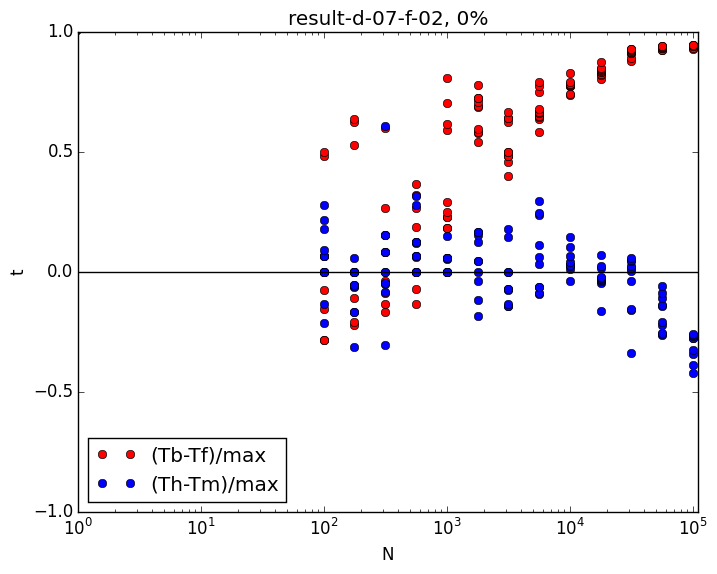 result-d-07-f-02, 0%
1.0
0.5
0.0
−0.5
−1.0
t
(Tb-Tf)/max
(Th-Tm)/max
10⁰ 10¹ 10² 10³ 10⁴ 10⁵
N